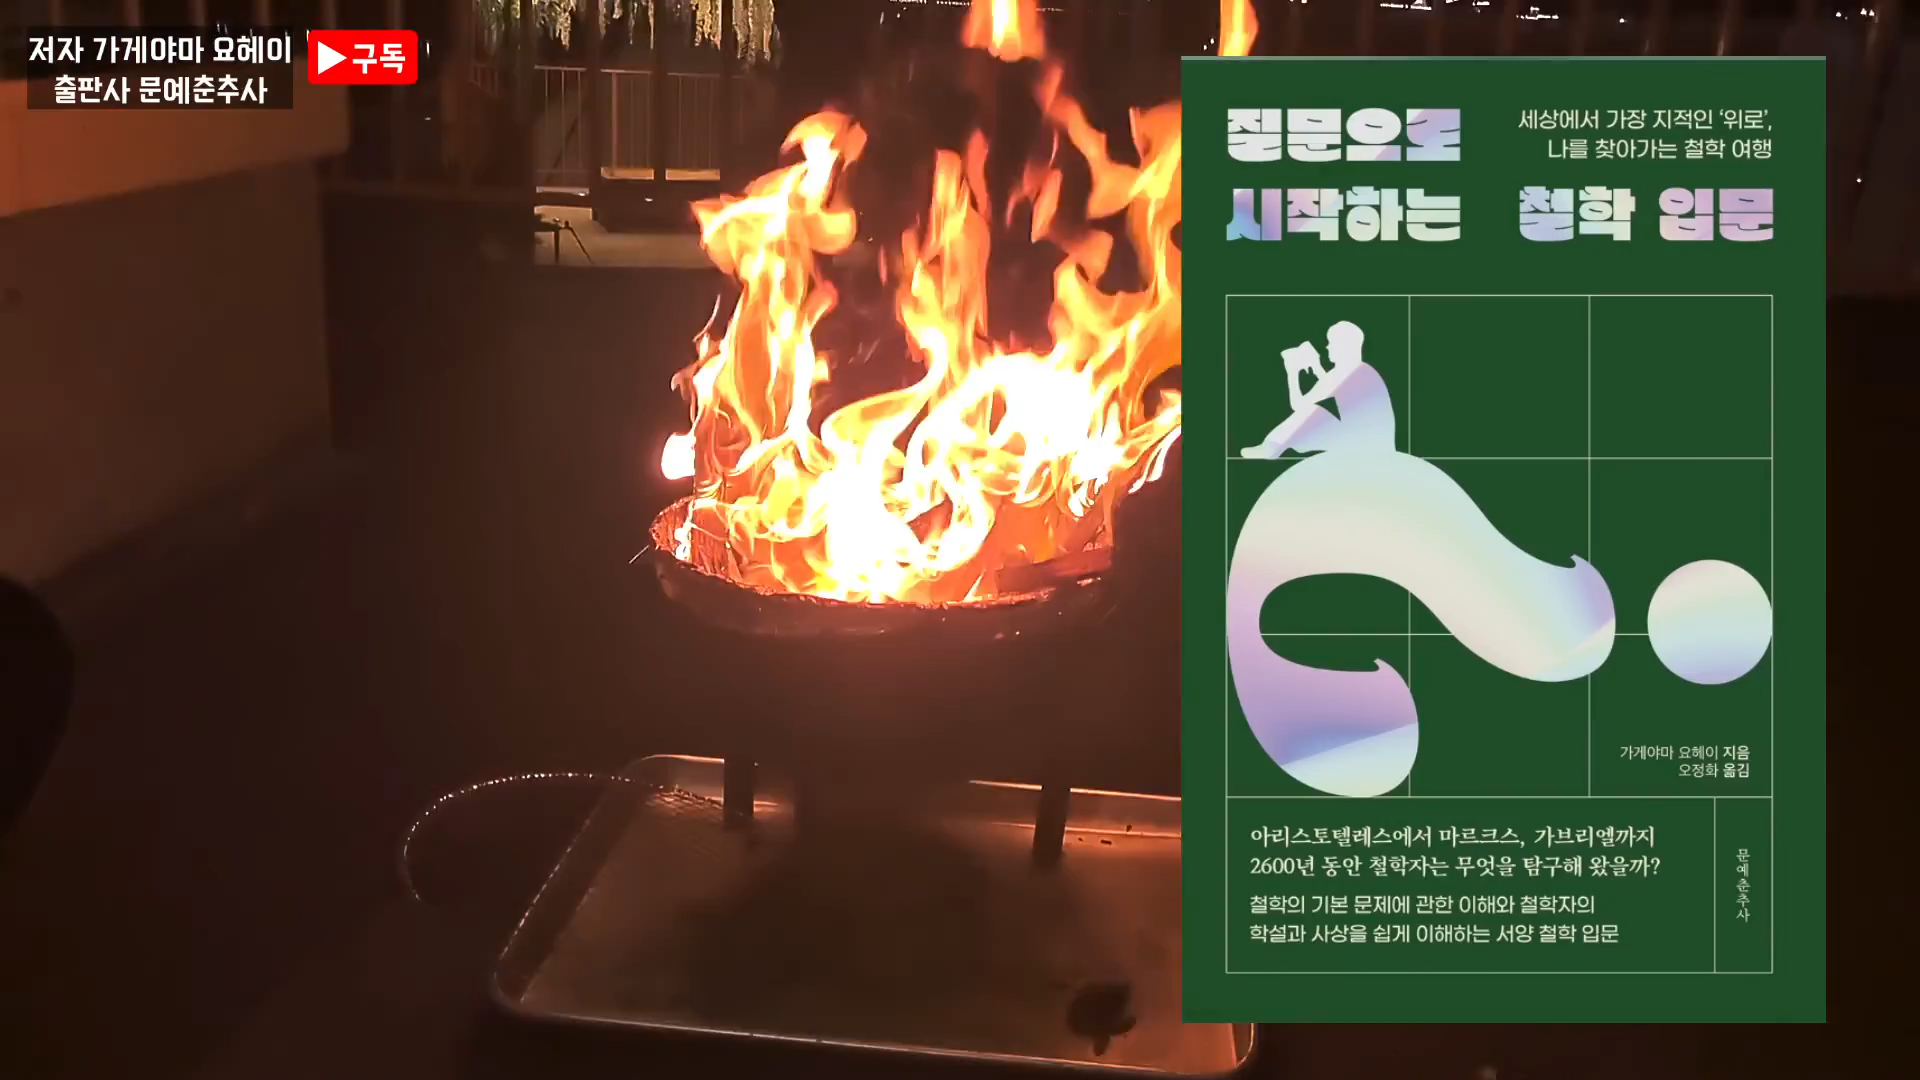 저자 가게야마 요헤이
출판사 문예춘추사
구독
질문으로
시작하는 철학 입문
세상에서 가장 지적인 ‘위로’,
나를 찾아가는 철학 여행
가게야마 요헤이 지음
오정화 옮김
아리스토텔레스에서 마르크스, 가브리엘까지
2600년 동안 철학자는 무엇을 탐구해 왔을까?
철학의 기본 문제에 관한 이해와 철학자의
학설과 사상을 쉽게 이해하는 서양 철학 입문
문예춘추사